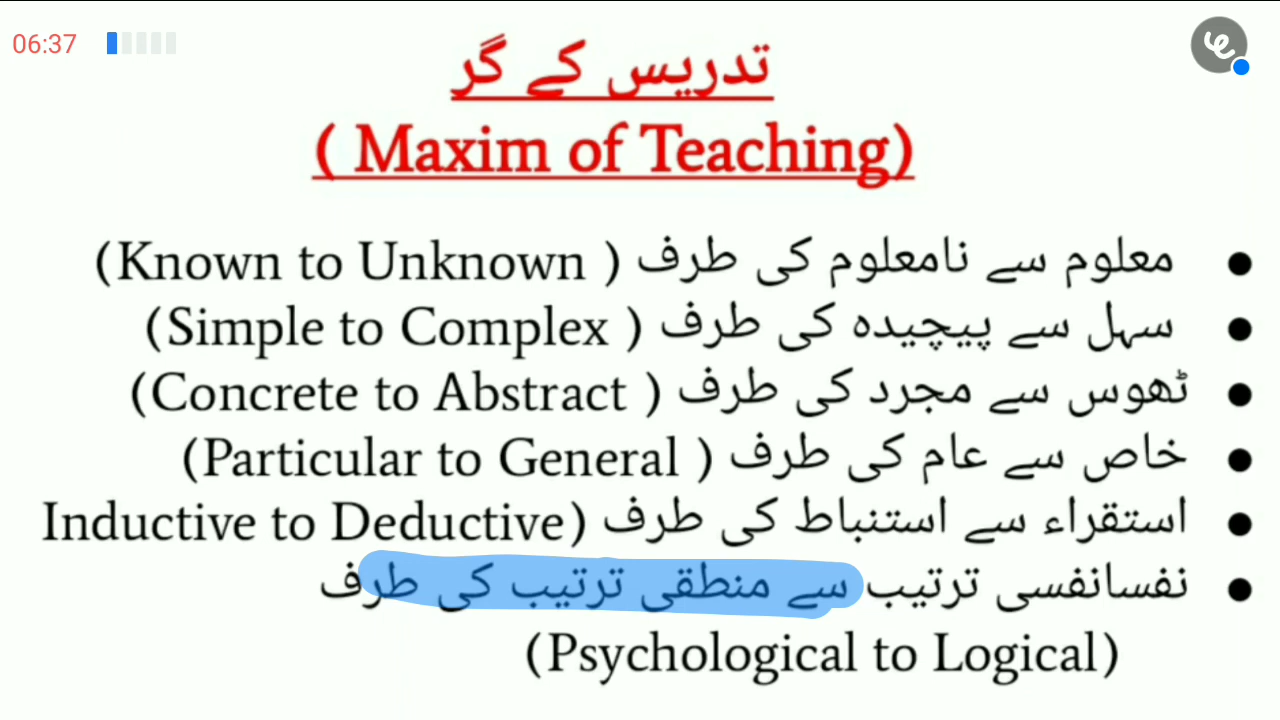 06:37
تدریس کے گر
( Maxim of Teaching)
• معلوم سے نامعلوم کی طرف ( Known to Unknown)
• سہل سے پیچیدہ کی طرف ( Simple to Complex)
• ٹھوس سے مجرد کی طرف ( Concrete to Abstract)
• خاص سے عام کی طرف ( Particular to General)
• استقراء سے استنباط کی طرف (Inductive to Deductive
• نفسانفسی ترتیب سے منطقی ترتیب کی طرف
(Psychological to Logical)